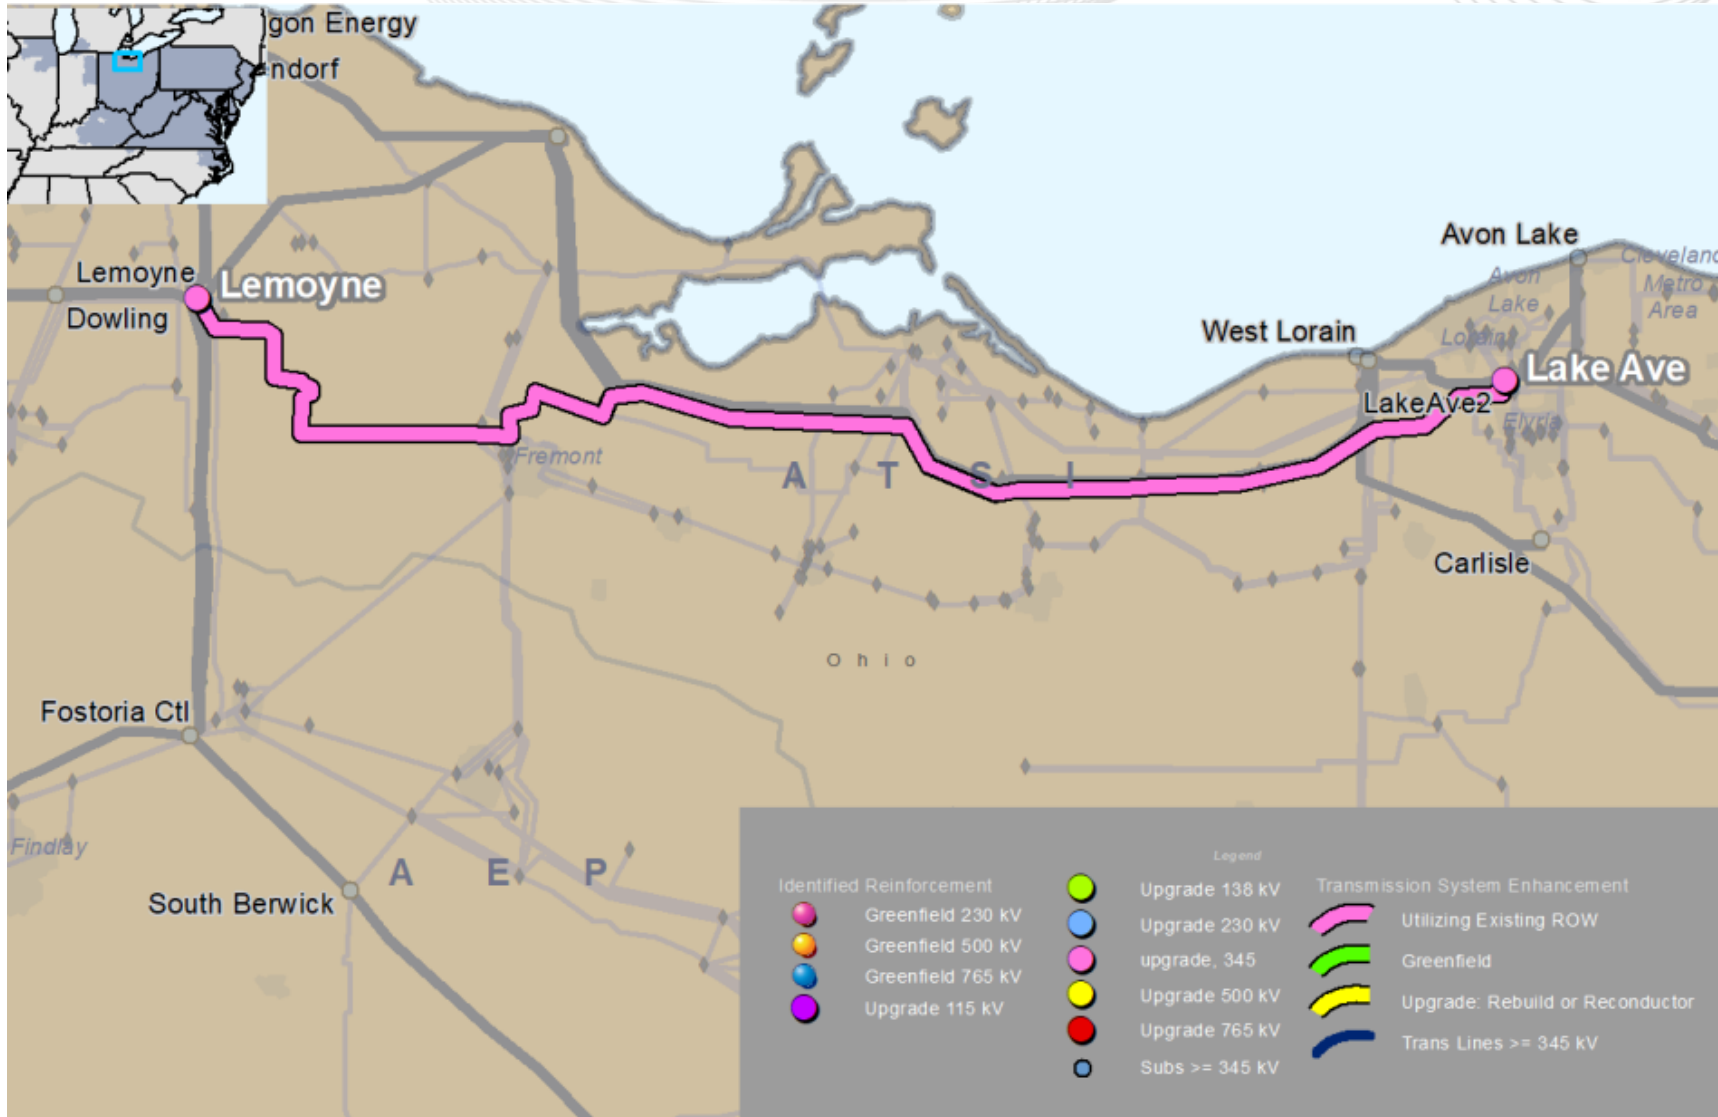 gon Energy
ndorf
Avon Lake
Cleveland
Metro
Area
Avon
Lake
Lemoyne
Lemoyne
Dowling
West Lorain
Lorain
Lake Ave
LakeAve2
Elyria
Fremont
A T S I
Carlisle
Ohio
Fostoria Ctl
Findlay
A E P
South Berwick
Legend
Identified Reinforcement
Greenfield 230 kV
Greenfield 500 kV
Greenfield 765 kV
Upgrade 115 kV
Upgrade 138 kV
Upgrade 230 kV
upgrade, 345
Upgrade 500 kV
Upgrade 765 kV
Subs >= 345 kV
Transmission System Enhancement
Utilizing Existing ROW
Greenfield
Upgrade: Rebuild or Reconductor
Trans Lines >= 345 kV